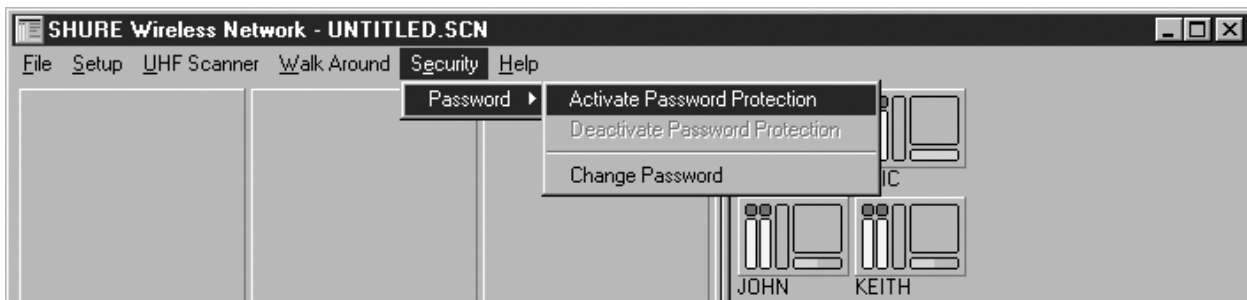 SHURE Wireless Network - UNTITLED.SCN
File Setup UHF Scanner Walk Around Security Help
Password
Activate Password Protection
Deactivate Password Protection
Change Password
IC
JOHN KEITH